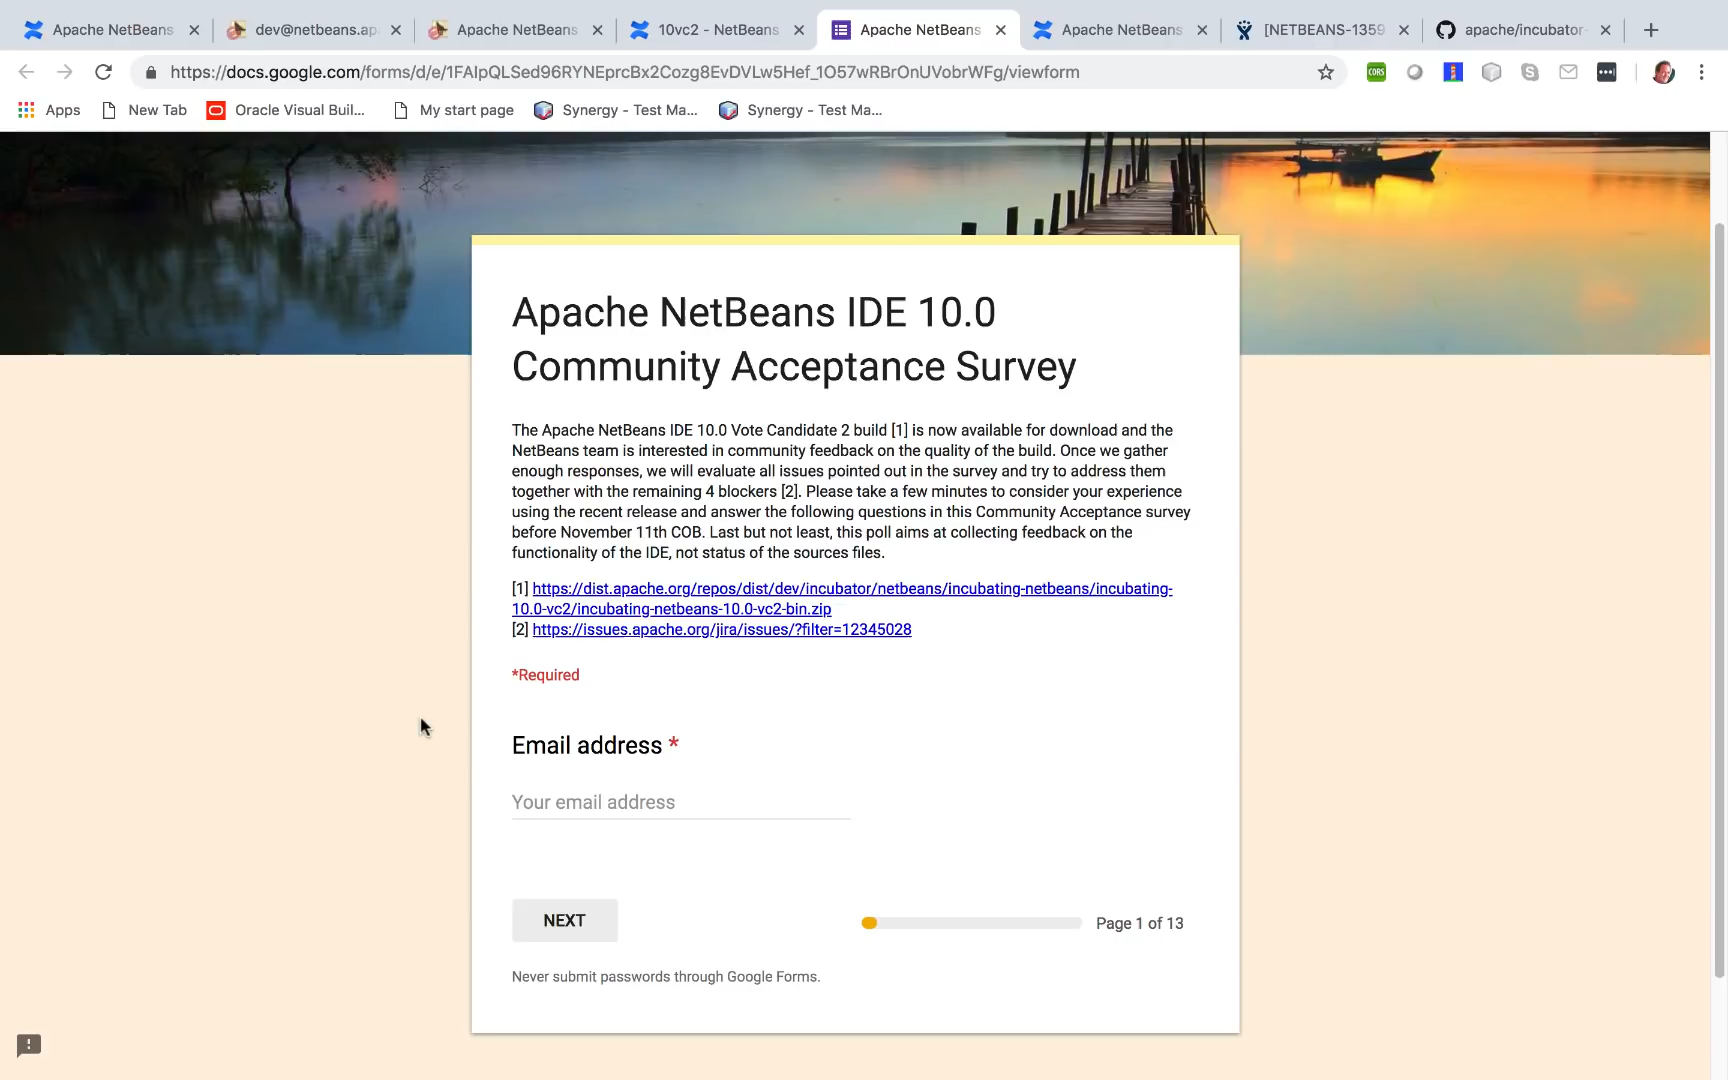 Apache NetBeans
dev@netbeans.ap
Apache NetBeans
10vc2 - NetBeans
Apache NetBeans
Apache NetBeans
[NETBEANS-1359
apache/incubator-
https://docs.google.com/forms/d/e/1FAIpQLSed96RYNEprcBx2Cozg8EvDVLw5Hef_1O57wRBrOnUVobrWFg/viewform
CORS
Apps
New Tab
Oracle Visual Buil...
My start page
Synergy - Test Ma...
Synergy - Test Ma...
Apache NetBeans IDE 10.0
Community Acceptance Survey
The Apache NetBeans IDE 10.0 Vote Candidate 2 build [1] is now available for download and the
NetBeans team is interested in community feedback on the quality of the build. Once we gather
enough responses, we will evaluate all issues pointed out in the survey and try to address them
together with the remaining 4 blockers [2]. Please take a few minutes to consider your experience
using the recent release and answer the following questions in this Community Acceptance survey
before November 11th COB. Last but not least, this poll aims at collecting feedback on the
functionality of the IDE, not status of the sources files.
[1] https://dist.apache.org/repos/dist/dev/incubator/netbeans/incubating-netbeans/incubating-
10.0-vc2/incubating-netbeans-10.0-vc2-bin.zip
[2] https://issues.apache.org/jira/issues/?filter=12345028
*Required
Email address *
Your email address
NEXT
Page 1 of 13
Never submit passwords through Google Forms.